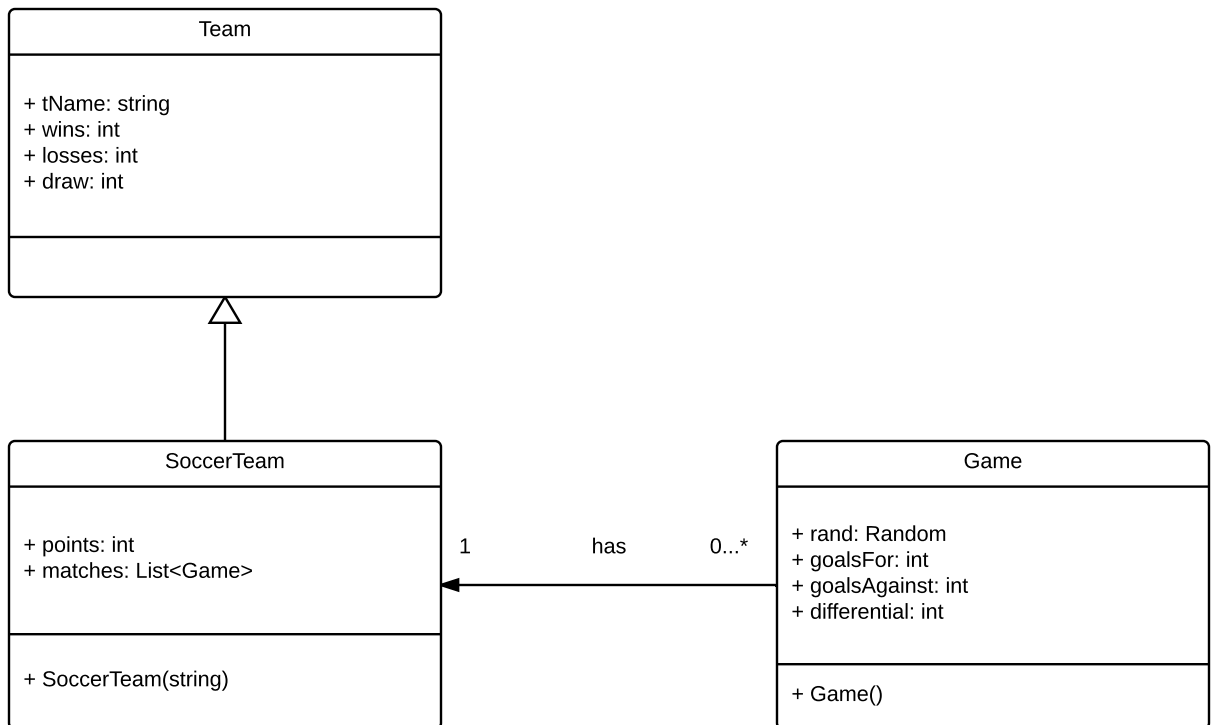 Team
+ tName: string
+ wins: int
+ losses: int
+ draw: int
SoccerTeam
+ points: int
+ matches: List<Game>
+ SoccerTeam(string)
1 has 0...*
Game
+ rand: Random
+ goalsFor: int
+ goalsAgainst: int
+ differential: int
+ Game()